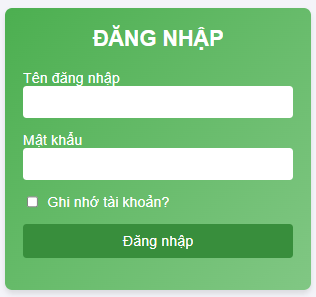 ĐĂNG NHẬP
Tên đăng nhập
Mật khẩu
Ghi nhớ tài khoản?
Đăng nhập